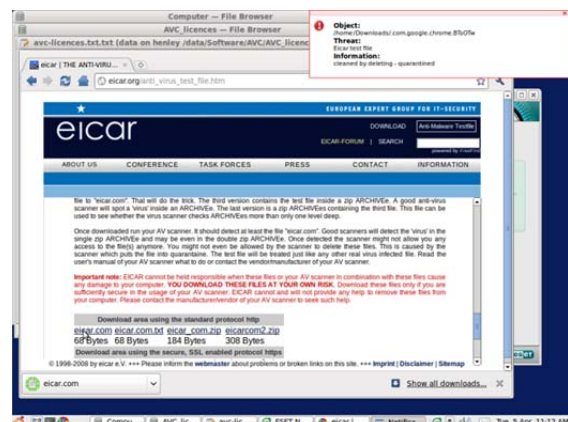 Computer — File Browser
AVC_licences — File Browser
avc-licences.txt.txt (data on henley /data/Software/AVC/AVC_licenc
Object:
/home/Downloads/.com.google.chrome.BToOTw
Threat:
Eicar test file
Information:
cleaned by deleting - quarantined
eicar | THE ANTI-VIRU...
eicar.org/anti_virus_test_file.htm
EUROPEAN EXPERT GROUP FOR IT-SECURITY
eicar
DOWNLOAD
Anti-Malware Testfile
EICAR-FORUM | SEARCH
powered by
ABOUT US CONFERENCE TASK FORCES PRESS CONTACT INFORMATION
file to "eicar.com". That will do the trick. The third version contains the test file inside a zip ARCHIVE. A good anti-virus
scanner will spot a 'virus' inside an ARCHIVEe. The last version is a zip ARCHIVEes containing the third file. This file can be
used to see whether the virus scanner checks ARCHIVEes more than only one level deep.
Once downloaded run your AV scanner. It should detect at least the file "eicar.com". Good scanners will detect the 'virus' in the
single zip ARCHIVEe and may be even in the double zip ARCHIVEe. Once detected the scanner might not allow you any
access to the file(s) anymore. You might not even be allowed by the scanner to delete these files. This is caused by the
scanner which puts the file into quarantaine. The test file will be treated just like any other real virus infected file. Read the
user's manual of your AV scanner what to do or contact the vendor/manufacturer of your AV scanner.
Important note: EICAR cannot be held responsible when these files or your AV scanner in combination with these files cause
any damage to your computer. YOU DOWNLOAD THESE FILES AT YOUR OWN RISK. Download these files only if you are
sufficiently secure in the usage of your AV scanner. EICAR cannot and will not provide any help to remove these files from
your computer. Please contact the manufacturer/vendor of your AV scanner to seek such help.
Download area using the standard protocol http
eicar.com eicar.com.txt eicar_com.zip eicarcom2.zip
68 Bytes 68 Bytes 184 Bytes 308 Bytes
Download area using the secure, SSL enabled protocol https
© 1998-2008 by eicar e.V. +++ Please inform the webmaster about problems or broken links on this site. +++ Imprint | Disclaimer | Sitemap
eicar.com
Show all downloads...
Tue 5 Apr, 11:12 AM